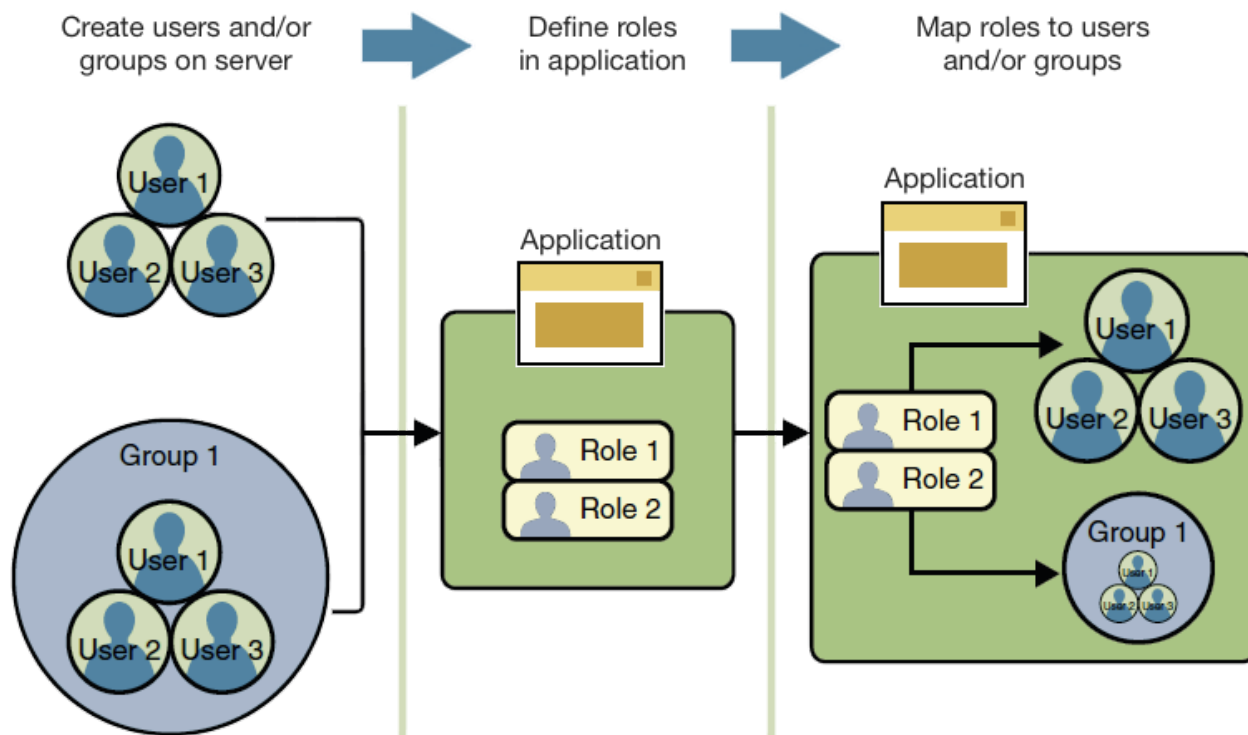 Create users and/or
groups on server
Define roles
in application
Map roles to users
and/or groups
User 1
User 2
User 3
Group 1
User 1
User 2
User 3
Application
Role 1
Role 2
Application
Role 1
Role 2
User 1
User 2
User 3
Group 1
User 1
User 2
User 3